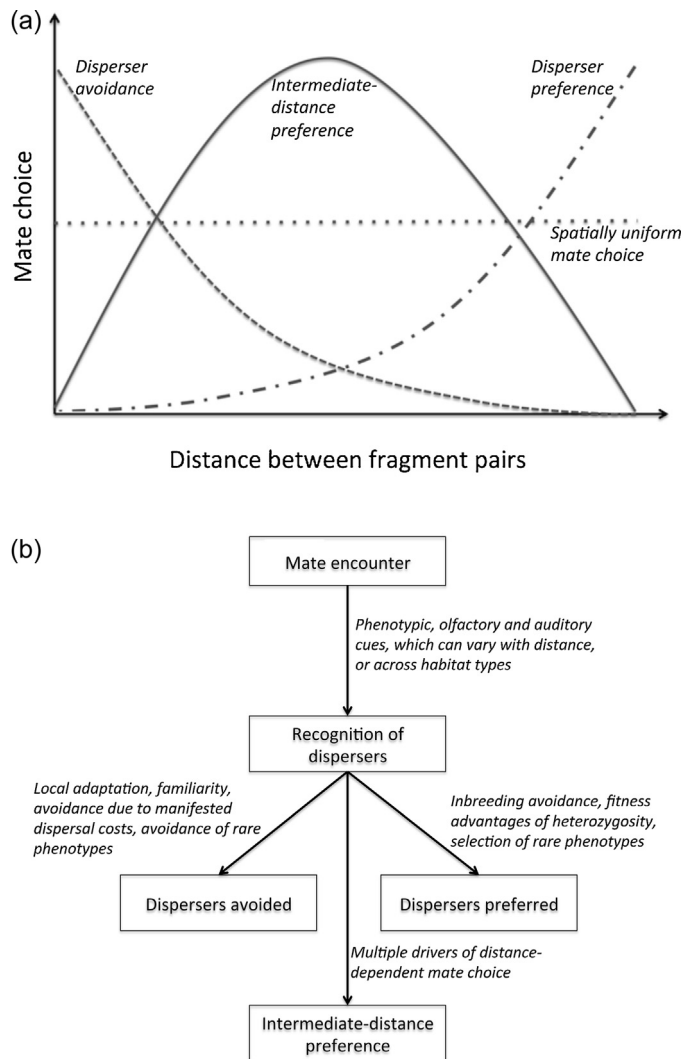 (a)
Disperser
avoidance
Intermediate-
distance
preference
Disperser
preference
Spatially uniform
mate choice
Mate choice
Distance between fragment pairs
(b)
Mate encounter
Phenotypic, olfactory and auditory
cues, which can vary with distance,
or across habitat types
Recognition of
dispersers
Local adaptation, familiarity,
avoidance due to manifested
dispersal costs, avoidance of rare
phenotypes
Inbreeding avoidance, fitness
advantages of heterozygosity,
selection of rare phenotypes
Dispersers avoided
Dispersers preferred
Multiple drivers of distance-
dependent mate choice
Intermediate-distance
preference